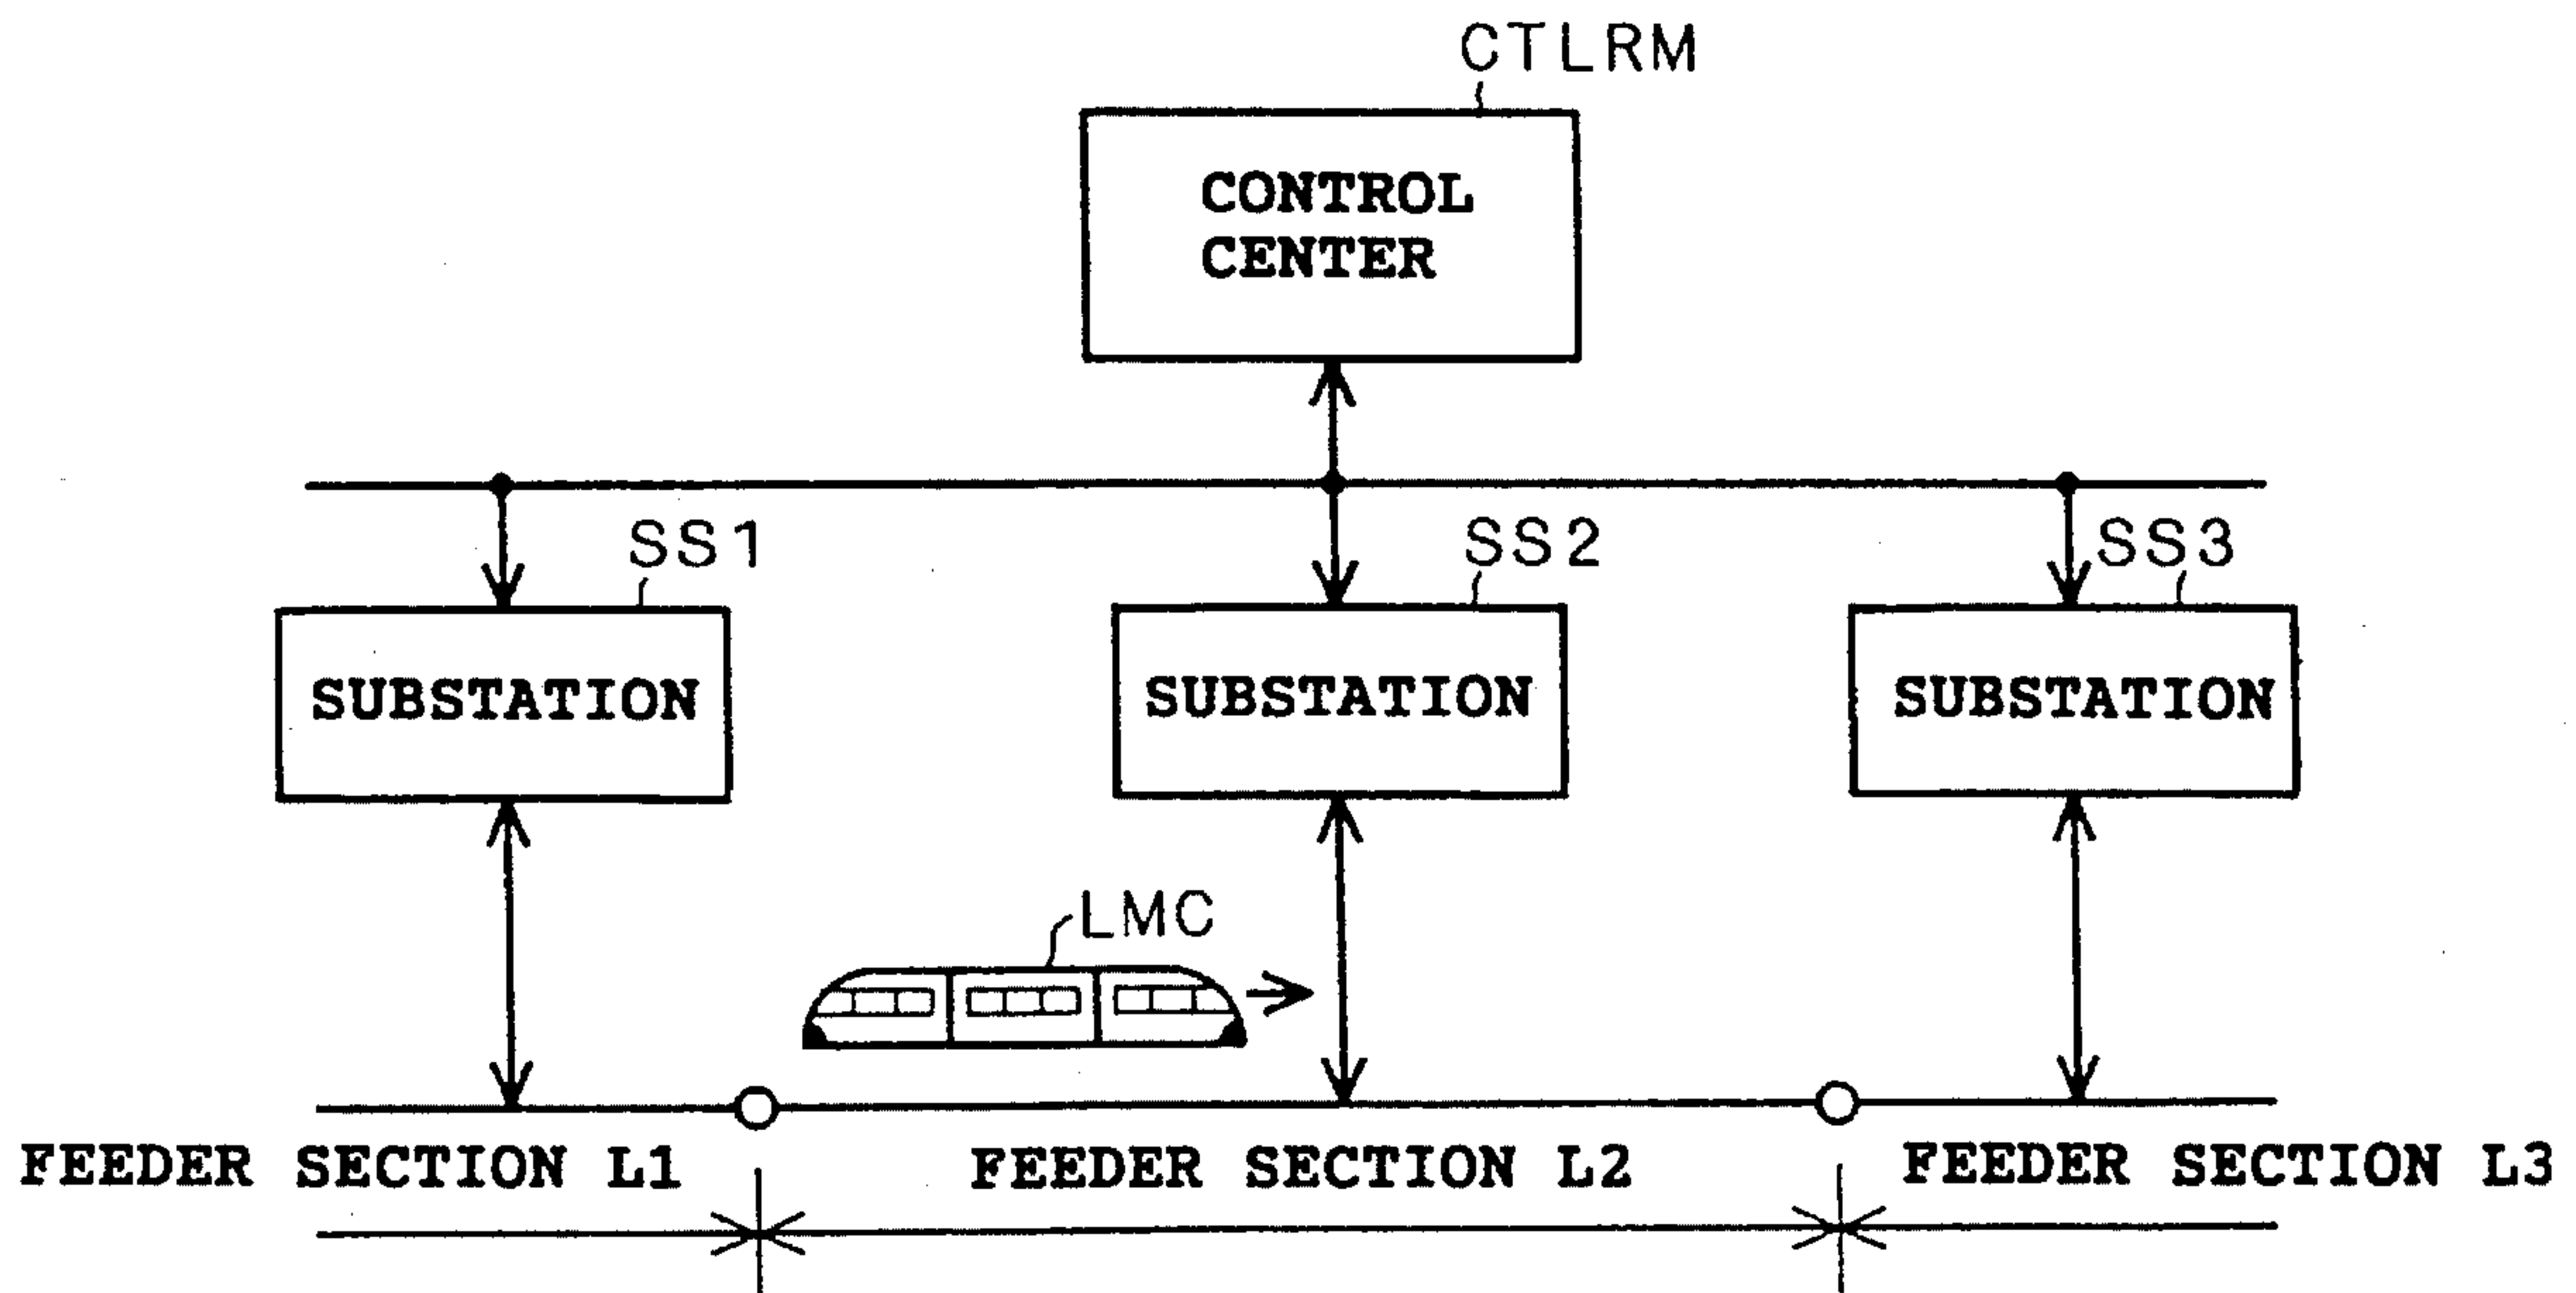 CTLRM
CONTROL
CENTER
SS1
SS2
SS3
SUBSTATION
SUBSTATION
SUBSTATION
LMC
FEEDER SECTION L1
FEEDER SECTION L2
FEEDER SECTION L3